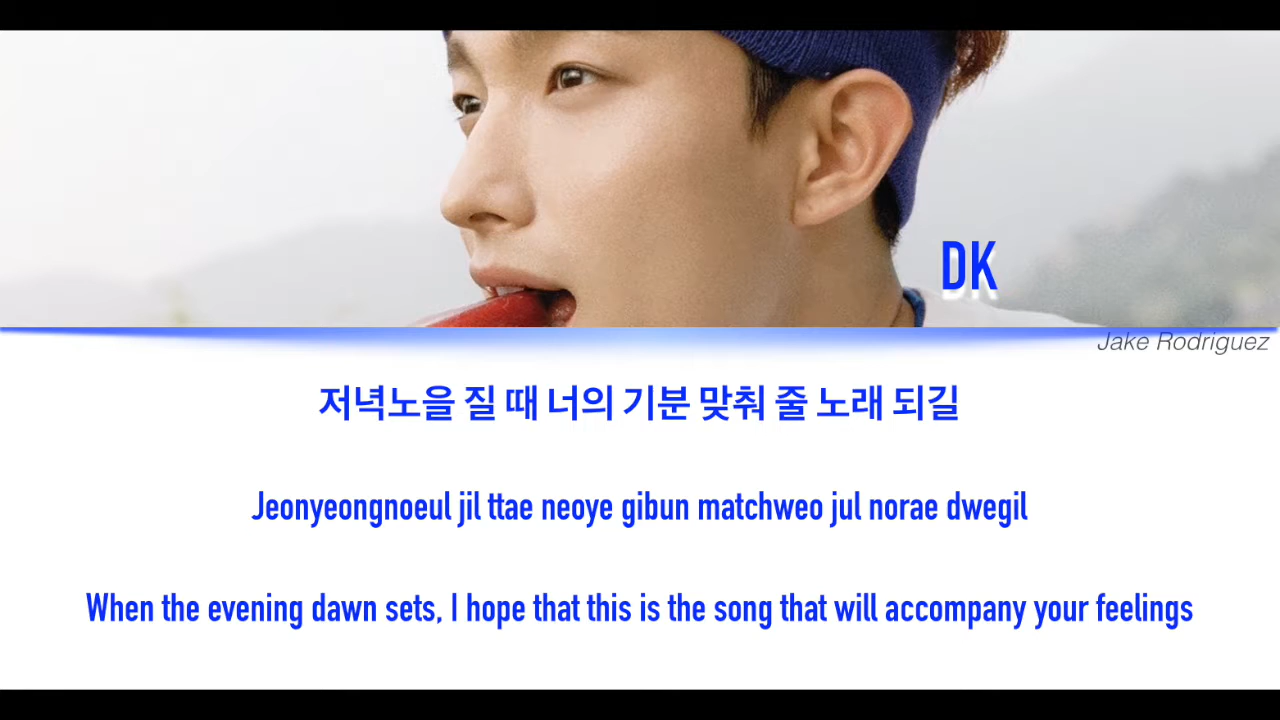 DK
Jake Rodriguez
저녁노을 질 때 너의 기분 맞춰 줄 노래 되길
Jeonyeongnoeul jil ttae neoye gibun matchweo jul norae dwegil
When the evening dawn sets, I hope that this is the song that will accompany your feelings